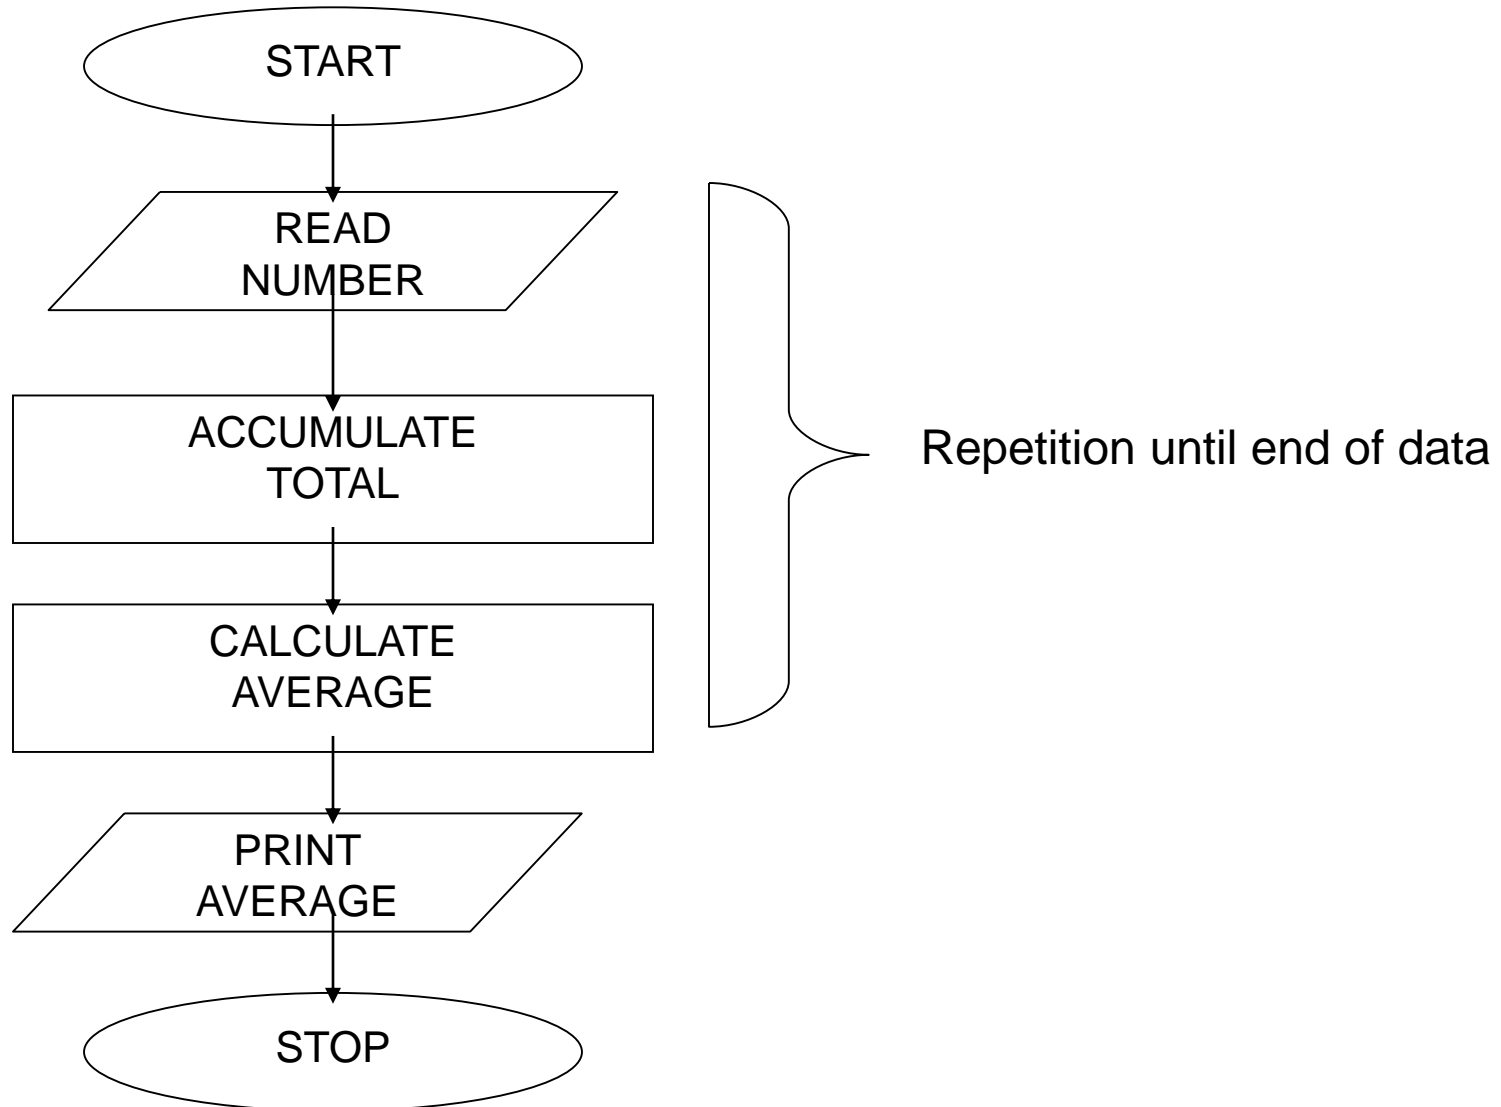 START
READ
NUMBER
ACCUMULATE
TOTAL
Repetition until end of data
CALCULATE
AVERAGE
PRINT
AVERAGE
STOP